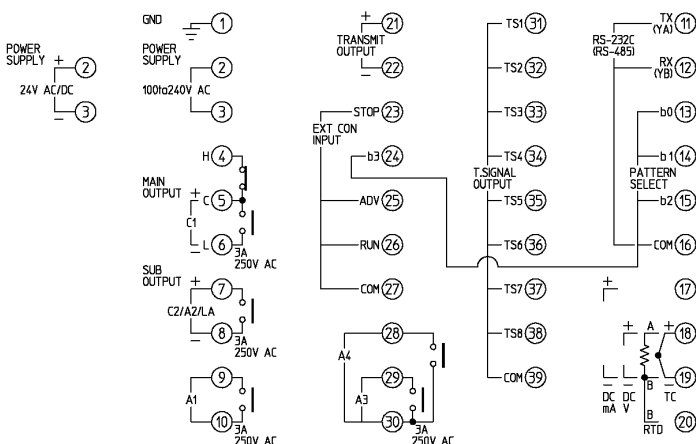 GND 1
POWER
SUPPLY
+ 2
24V AC/DC
− 3
POWER
SUPPLY
2
100to240V AC
3
H 4
MAIN
OUTPUT
+ C 5
C1
− L 6
3A
250V AC
SUB
OUTPUT
+ 7
C2/A2/LA
− 8
3A
250V AC
9
A1
10
3A
250V AC
+ 21
TRANSMIT
OUTPUT
− 22
STOP 23
EXT CON
INPUT
b3 24
ADV 25
RUN 26
COM 27
28
A4
29
A3
30
3A
250V AC
TS1 31
TS2 32
TS3 33
TS4 34
T.SIGNAL
OUTPUT
TS5 35
TS6 36
TS7 37
TS8 38
COM 39
TX
(YA) 11
RS-232C
(RS-485)
RX
(YB) 12
b0 13
b1 14
PATTERN
SELECT
b2 15
COM 16
+ 17
+ A + 18
− − B − 19
DC
mA
DC
V
TC
B
RTD 20